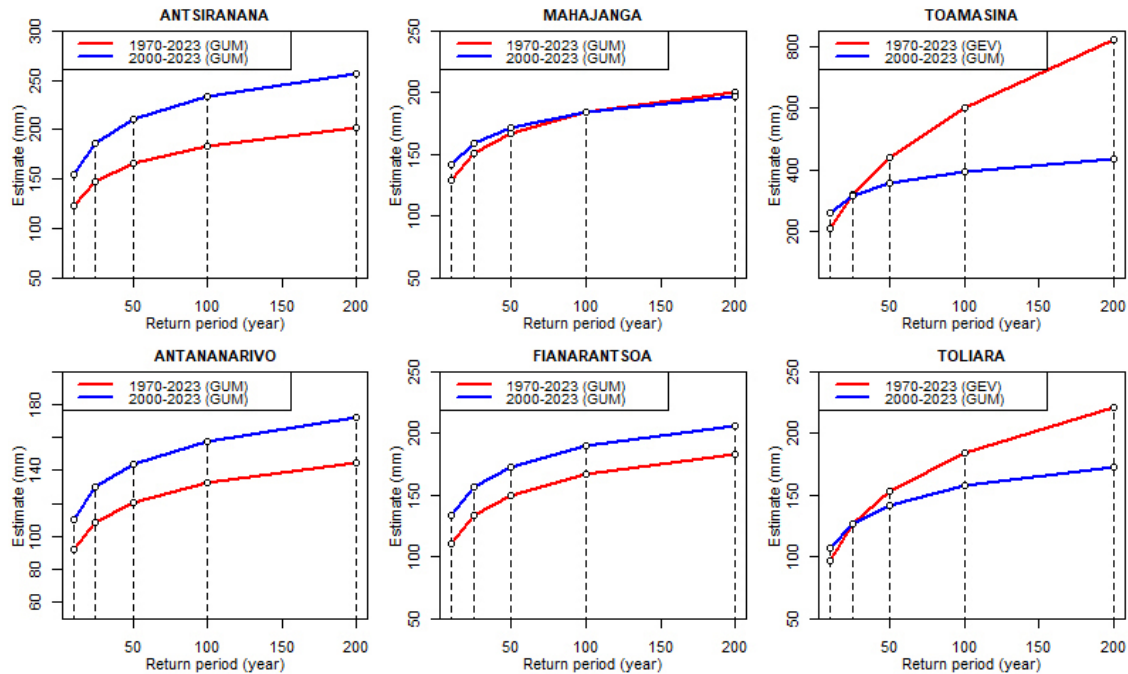 ANTSIRANANA
1970-2023 (GUM)
2000-2023 (GUM)
Estimate (mm)
50 100 150 200 250 300
50 100 150 200
Return period (year)
MAHAJANGA
1970-2023 (GUM)
2000-2023 (GUM)
Estimate (mm)
50 100 150 200 250
50 100 150 200
Return period (year)
TOAMASINA
1970-2023 (GEV)
2000-2023 (GUM)
Estimate (mm)
200 400 600 800
50 100 150 200
Return period (year)
ANTANANARIVO
1970-2023 (GUM)
2000-2023 (GUM)
Estimate (mm)
60 80 100 140 180
50 100 150 200
Return period (year)
FIANARANTSOA
1970-2023 (GUM)
2000-2023 (GUM)
Estimate (mm)
50 100 150 200 250
50 100 150 200
Return period (year)
TOLIARA
1970-2023 (GEV)
2000-2023 (GUM)
Estimate (mm)
50 100 150 200 250
50 100 150 200
Return period (year)